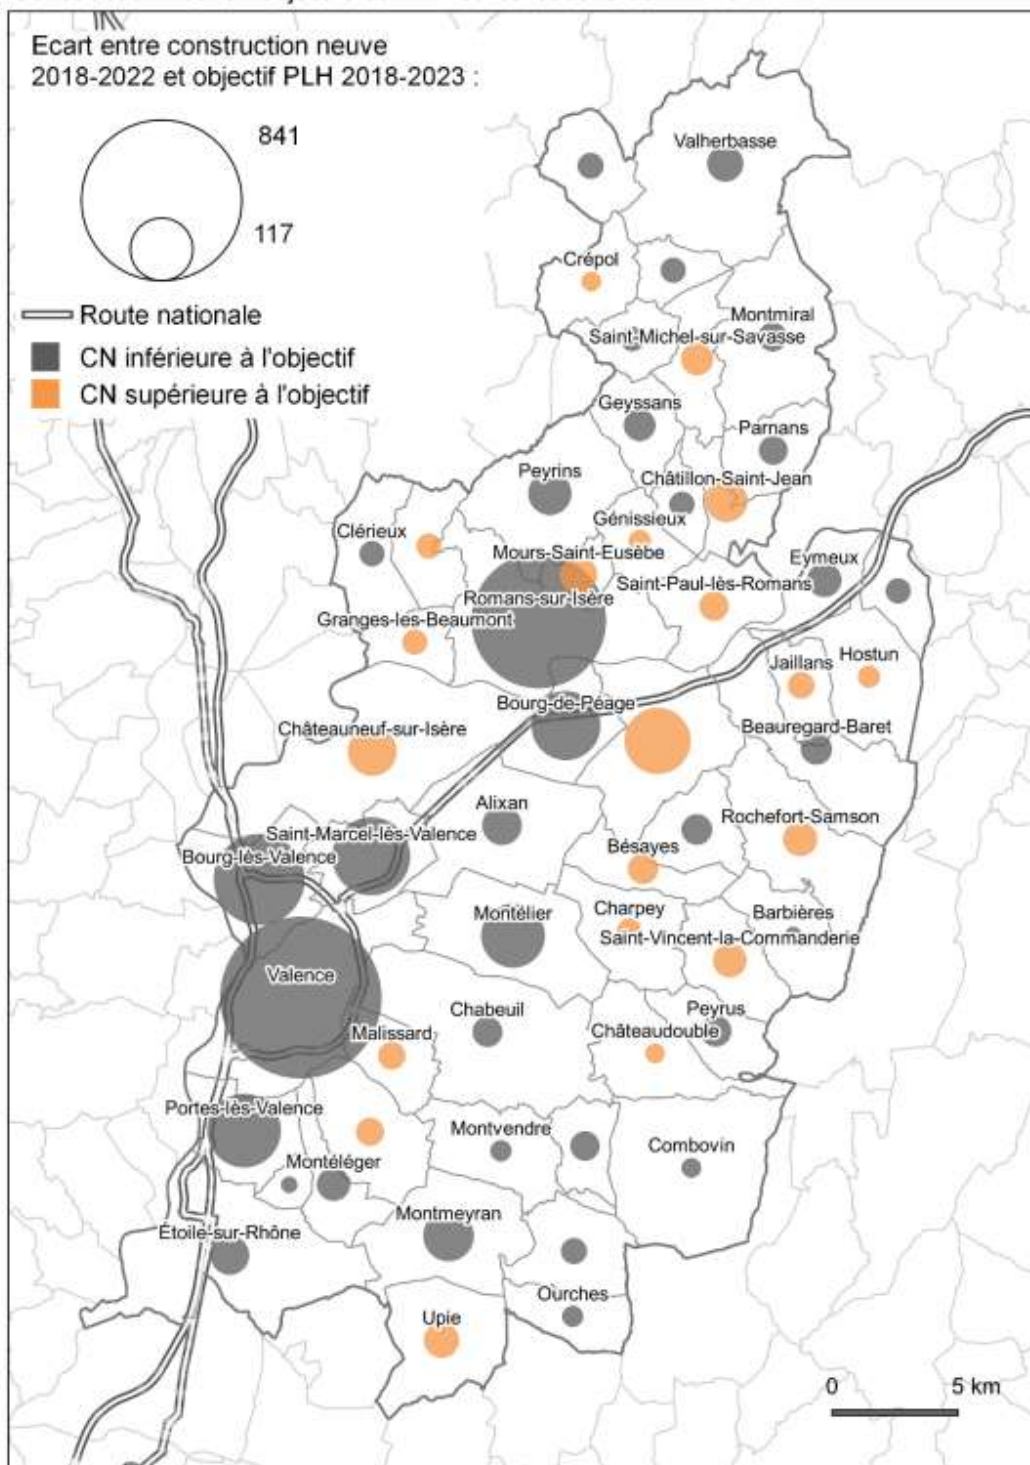 Ecart entre construction neuve
2018-2022 et objectif PLH 2018-2023 :
841
117
Route nationale
CN inférieure à l'objectif
CN supérieure à l'objectif
Valherbasse
Crépol
Montmiral
Saint-Michel-sur-Savasse
Geyssans
Parnans
Peyrins
Châtillon-Saint-Jean
Génissieux
Clérieux
Mours-Saint-Eusèbe
Eymeux
Saint-Paul-lès-Romans
Romans-sur-Isère
Granges-les-Beaumont
Hostun
Jaillans
Bourg-de-Péage
Châteauneuf-sur-Isère
Beauregard-Baret
Alixan
Rochefort-Samson
Saint-Marcel-lès-Valence
Bésayes
Bourg-lès-Valence
Charpey
Barbières
Montélier
Saint-Vincent-la-Commanderie
Valence
Chabeuil
Peyrus
Malissard
Châteaudouble
Portes-lès-Valence
Montvendre
Combovin
Montéléger
Montmeyran
Étoile-sur-Rhône
Ourches
Upie
0 5 km